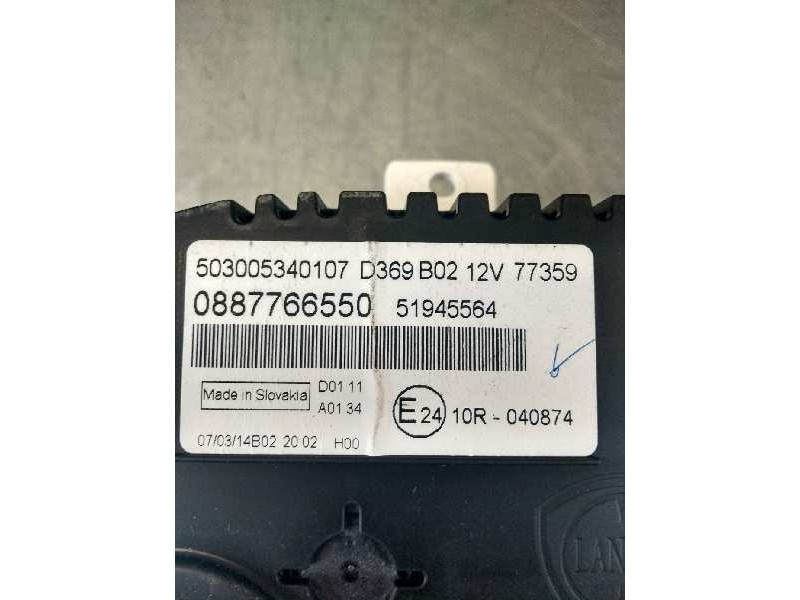 503005340107 D369 B02 12V 77359
0887766550 51945564
Made in Slovakia
D01 11
A01 34
E24 10R - 040874
07/03/14B02 20 02 H00